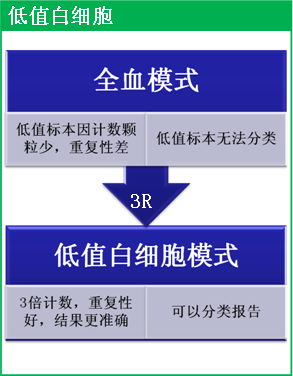 低值白细胞
全血模式
低值标本因计数颗
粒少，重复性差
低值标本无法分类
3R
低值白细胞模式
3倍计数，重复性
好，结果更准确
可以分类报告